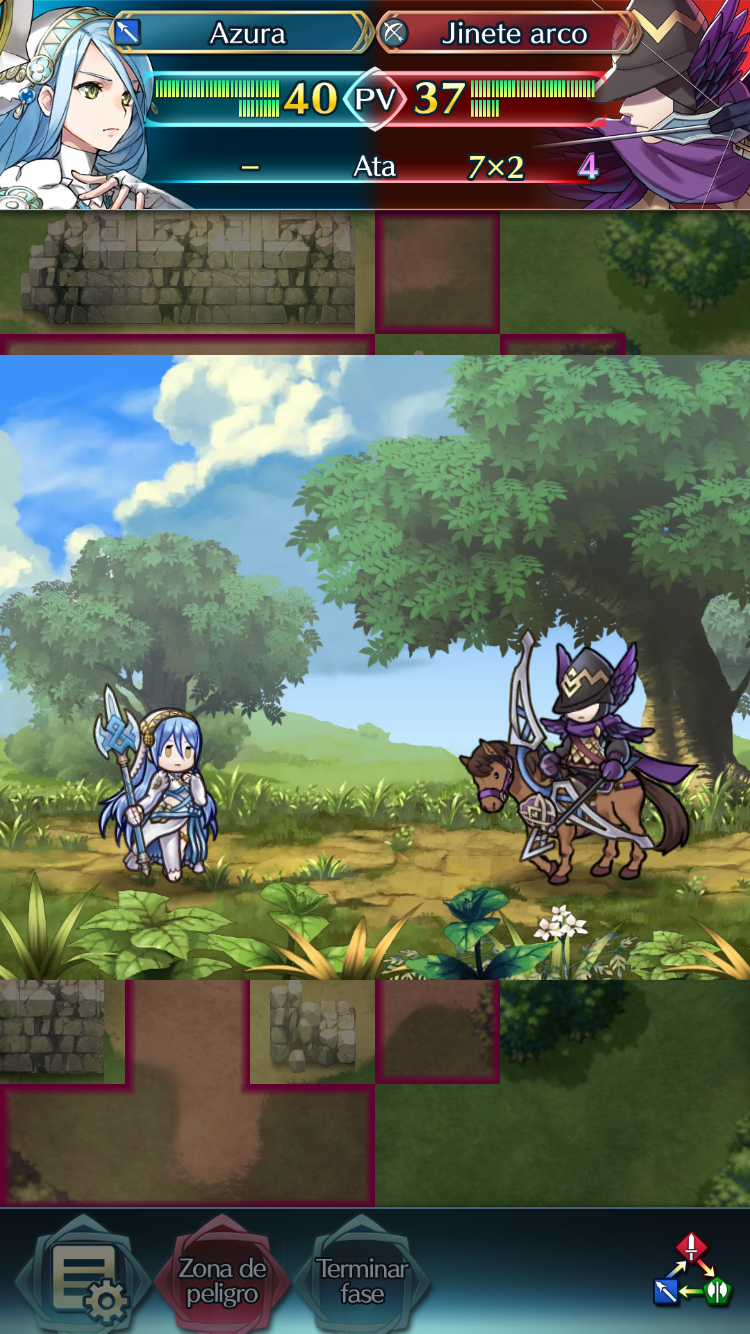 Azura
Jinete arco
40 PV 37
– Ata 7×2 4
Zona de
peligro
Terminar
fase